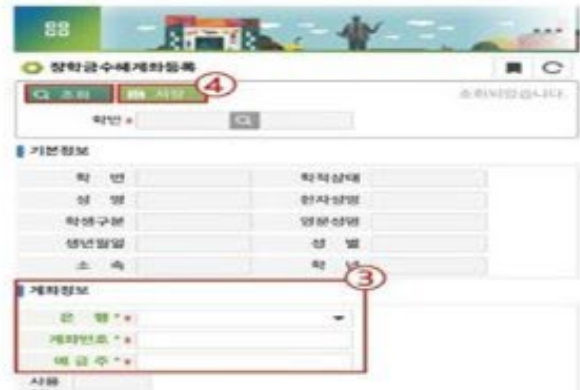 장학금수혜계좌등록
조회 저장 ④
조회되었습니다.
학번
기본정보
학 번 학적상태
성 명 한자성명
학생구분 영문성명
생년월일 성 별
소 속 학 년
③
계좌정보
은 행 *
계좌번호 *
예 금 주 *
사용